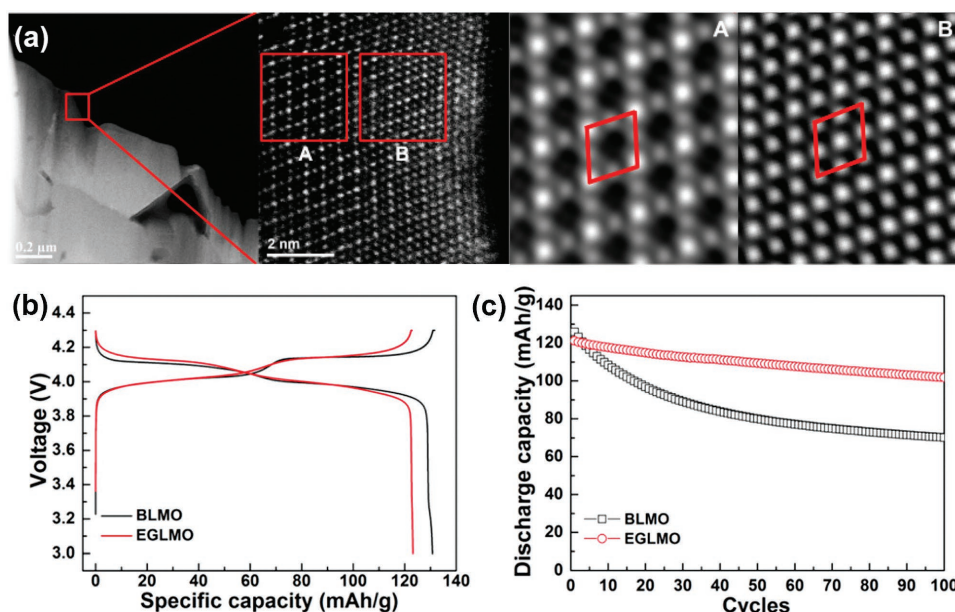 (a)
A
B
0.2 µm
2 nm
A
B
(b)
4.4
4.2
4.0
3.8
3.6
3.4
3.2
3.0
Voltage (V)
BLMO
EGLMO
0 20 40 60 80 100 120 140
Specific capacity (mAh/g)
(c)
140
120
100
80
60
40
20
0
Discharge capacity (mAh/g)
BLMO
EGLMO
0 10 20 30 40 50 60 70 80 90 100
Cycles